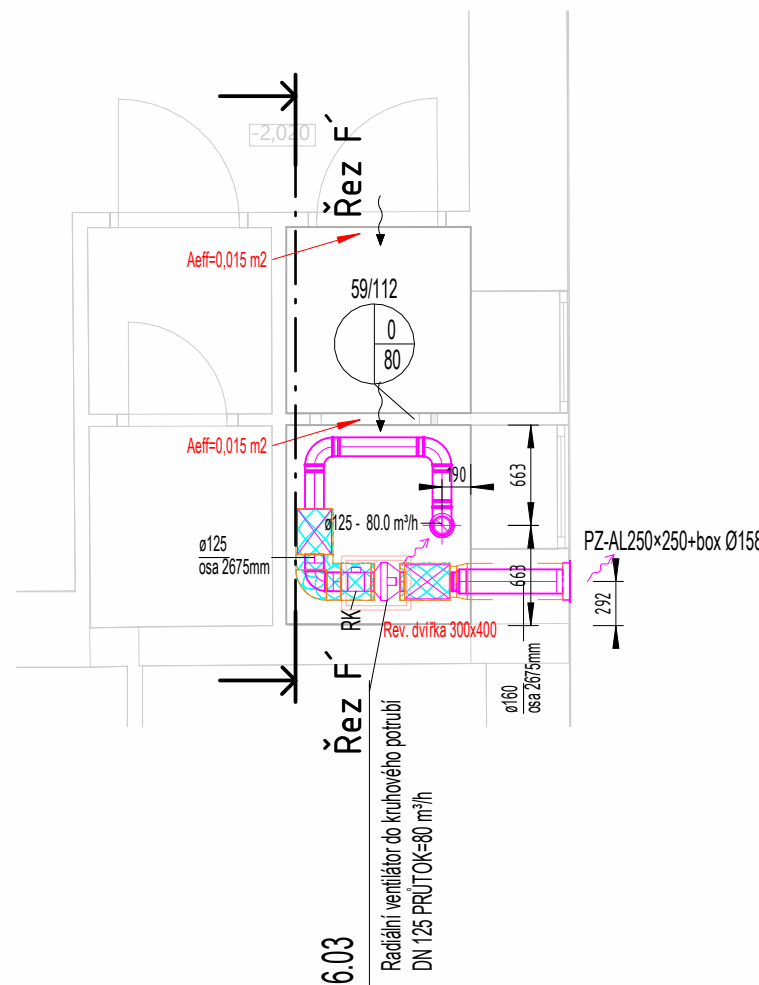 -2,020
Řez F´
Aeff=0,015 m2
59/112
0
80
Aeff=0,015 m2
190
663
ø125 - 80.0 m³/h
ø125
osa 2675mm
PZ-AL250×250+box Ø158
663
292
RK
Rev. dvířka 300x400
Řez F´
ø160
osa 2675mm
6.03
Radiální ventilátor do kruhového potrubí
DN 125 PRŮTOK=80 m³/h